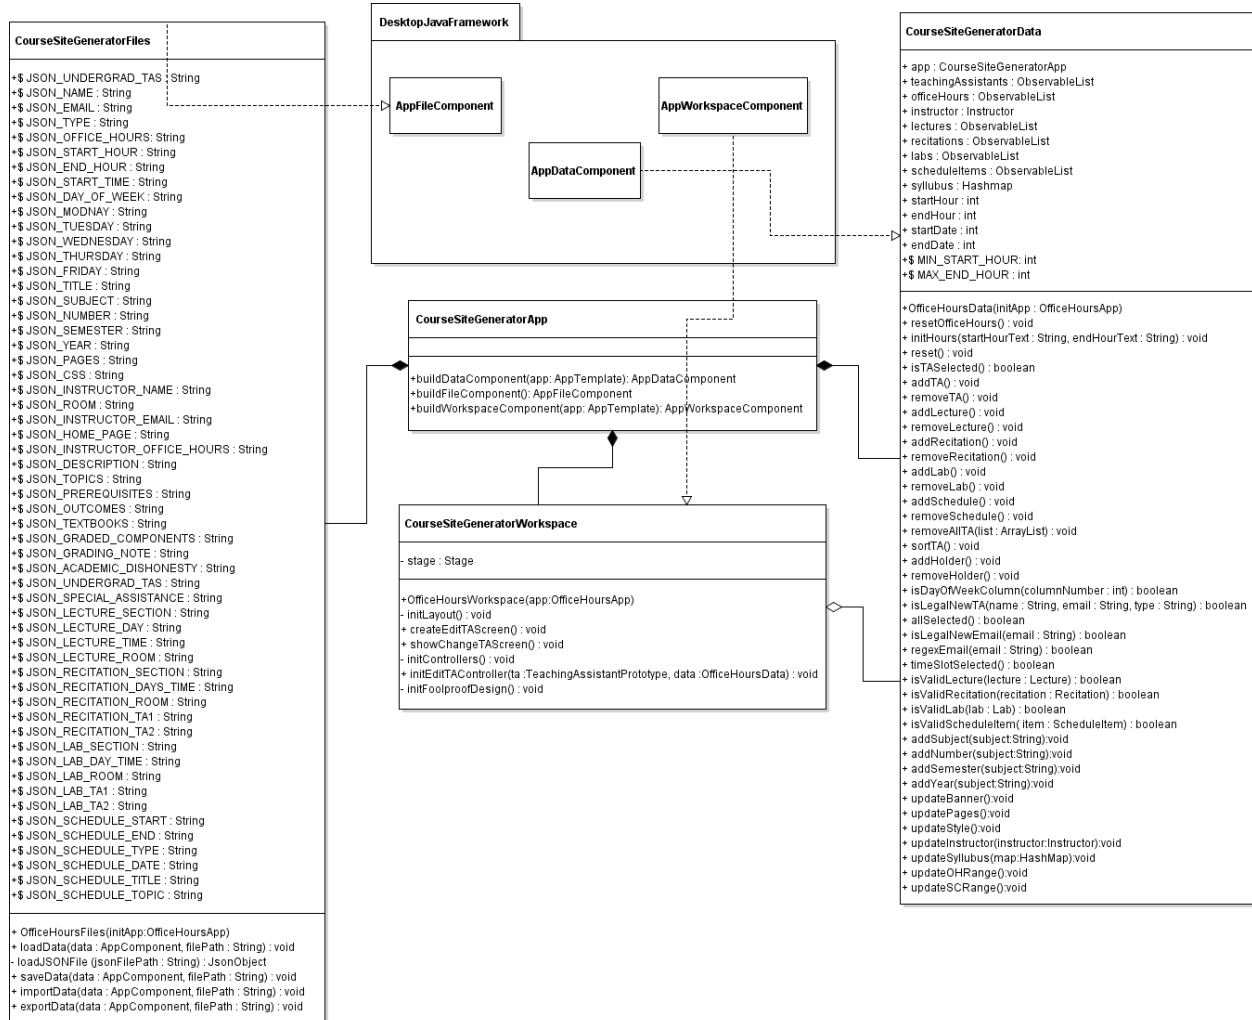 CourseSiteGeneratorFiles
+$ JSON_UNDERGRAD_TAS : String
+$ JSON_NAME : String
+$ JSON_EMAIL : String
+$ JSON_TYPE : String
+$ JSON_OFFICE_HOURS: String
+$ JSON_START_HOUR : String
+$ JSON_END_HOUR : String
+$ JSON_START_TIME : String
+$ JSON_DAY_OF_WEEK : String
+$ JSON_MODNAY : String
+$ JSON_TUESDAY : String
+$ JSON_WEDNESDAY : String
+$ JSON_THURSDAY : String
+$ JSON_FRIDAY : String
+$ JSON_TITLE : String
+$ JSON_SUBJECT : String
+$ JSON_NUMBER : String
+$ JSON_SEMESTER : String
+$ JSON_YEAR : String
+$ JSON_PAGES : String
+$ JSON_CSS : String
+$ JSON_INSTRUCTOR_NAME : String
+$ JSON_ROOM : String
+$ JSON_INSTRUCTOR_EMAIL : String
+$ JSON_HOME_PAGE : String
+$ JSON_INSTRUCTOR_OFFICE_HOURS : String
+$ JSON_DESCRIPTION : String
+$ JSON_TOPICS : String
+$ JSON_PREREQUISITES : String
+$ JSON_OUTCOMES : String
+$ JSON_TEXTBOOKS : String
+$ JSON_GRADED_COMPONENTS : String
+$ JSON_GRADING_NOTE : String
+$ JSON_ACADEMIC_DISHONESTY : String
+$ JSON_UNDERGRAD_TAS : String
+$ JSON_SPECIAL_ASSISTANCE : String
+$ JSON_LECTURE_SECTION : String
+$ JSON_LECTURE_DAY : String
+$ JSON_LECTURE_TIME : String
+$ JSON_LECTURE_ROOM : String
+$ JSON_RECITATION_SECTION : String
+$ JSON_RECITATION_DAYS_TIME : String
+$ JSON_RECITATION_ROOM : String
+$ JSON_RECITATION_TA1 : String
+$ JSON_RECITATION_TA2 : String
+$ JSON_LAB_SECTION : String
+$ JSON_LAB_DAY_TIME : String
+$ JSON_LAB_ROOM : String
+$ JSON_LAB_TA1 : String
+$ JSON_LAB_TA2 : String
+$ JSON_SCHEDULE_START : String
+$ JSON_SCHEDULE_END : String
+$ JSON_SCHEDULE_TYPE : String
+$ JSON_SCHEDULE_DATE : String
+$ JSON_SCHEDULE_TITLE : String
+$ JSON_SCHEDULE_TOPIC : String
+ OfficeHoursFiles(initApp:OfficeHoursApp)
+ loadData(data : AppComponent, filePath : String) : void
- loadJSONFile (jsonFilePath : String) : JsonObject
+ saveData(data : AppComponent, filePath : String) : void
+ importData(data : AppComponent, filePath : String) : void
+ exportData(data : AppComponent, filePath : String) : void
DesktopJavaFramework
AppFileComponent
AppWorkspaceComponent
AppDataComponent
CourseSiteGeneratorApp
+buildDataComponent(app: AppTemplate): AppDataComponent
+buildFileComponent(): AppFileComponent
+buildWorkspaceComponent(app: AppTemplate): AppWorkspaceComponent
CourseSiteGeneratorWorkspace
- stage : Stage
+OfficeHoursWorkspace(app:OfficeHoursApp)
- initLayout() : void
+ createEditTAScreen() : void
+ showChangeTAScreen() : void
- initControllers() : void
+ initEditTAController(ta :TeachingAssistantPrototype, data :OfficeHoursData) : void
- initFoolproofDesign() : void
CourseSiteGeneratorData
+ app : CourseSiteGeneratorApp
+ teachingAssistants : ObservableList
+ officeHours : ObservableList
+ instructor : Instructor
+ lectures : ObservableList
+ recitations : ObservableList
+ labs : ObservableList
+ scheduleItems : ObservableList
+ syllubus : Hashmap
+ startHour : int
+ endHour : int
+ startDate : int
+ endDate : int
+$ MIN_START_HOUR: int
+$ MAX_END_HOUR : int
+OfficeHoursData(initApp : OfficeHoursApp)
+ resetOfficeHours() : void
+ initHours(startHourText : String, endHourText : String) : void
+ reset() : void
+ isTASelected() : boolean
+ addTA() : void
+ removeTA() : void
+ addLecture() : void
+ removeLecture() : void
+ addRecitation() : void
+ removeRecitation() : void
+ addLab() : void
+ removeLab() : void
+ addSchedule() : void
+ removeSchedule() : void
+ removeAllTA(list : ArrayList) : void
+ sortTA() : void
+ addHolder() : void
+ removeHolder() : void
+ isDayOfWeekColumn(columnNumber : int) : boolean
+ isLegalNewTA(name : String, email : String, type : String) : boolean
+ allSelected() : boolean
+ isLegalNewEmail(email : String) : boolean
+ regexEmail(email : String) : boolean
+ timeSlotSelected() : boolean
+ isValidLecture(lecture : Lecture) : boolean
+ isValidRecitation(recitation : Recitation) : boolean
+ isValidLab(lab : Lab) : boolean
+ isValidScheduleItem( item : ScheduleItem) : boolean
+ addSubject(subject:String):void
+ addNumber(subject:String):void
+ addSemester(subject:String):void
+ addYear(subject:String):void
+ updateBanner():void
+ updatePages():void
+ updateStyle():void
+ updateInstructor(instructor:Instructor):void
+ updateSyllubus(map:HashMap):void
+ updateOHRange():void
+ updateSCRange():void